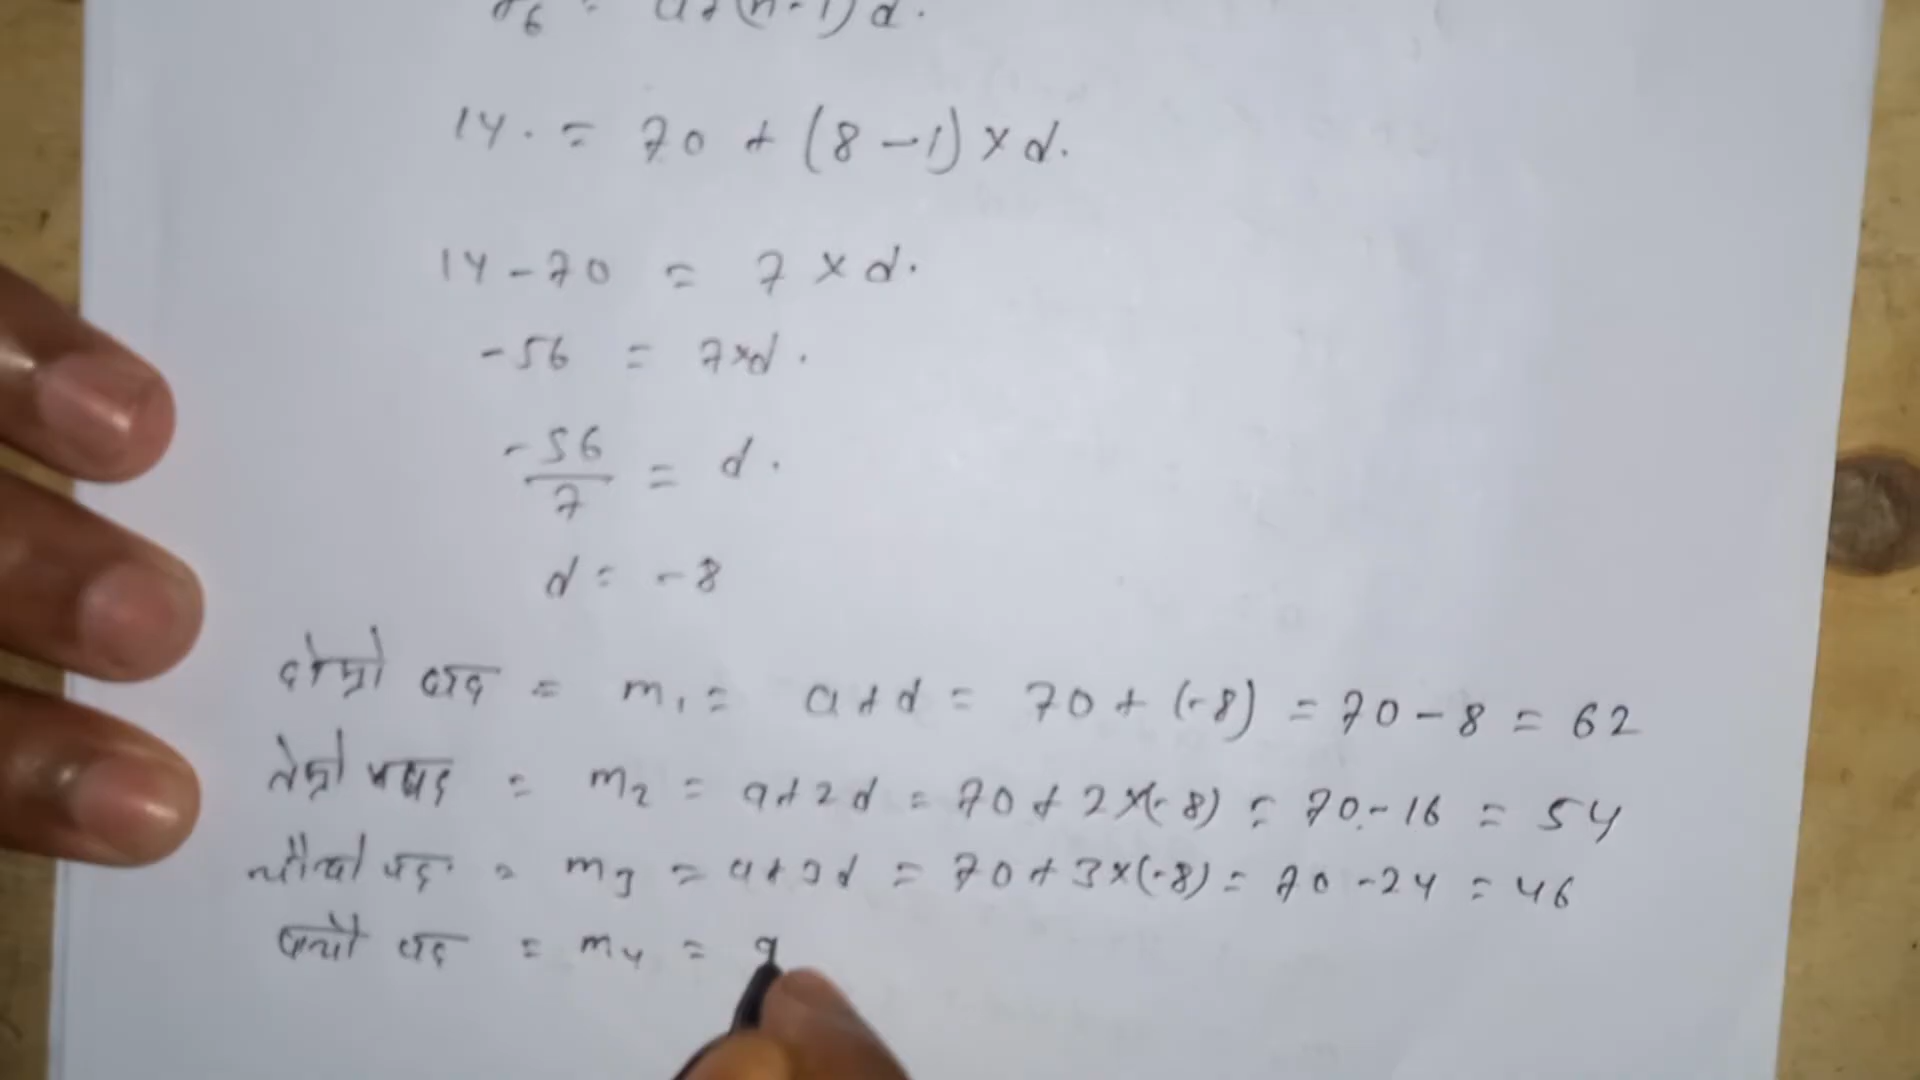 14. = 70 + (8-1) × d.
14-70 = 7 × d.
-56 = 7×d.
-56/7 = d.
d = -8
दोस्रो पद = m₁ = a+d = 70+(-8) = 70-8 = 62
तेस्रो पद = m₂ = a+2d = 70+2×(-8) = 70-16 = 54
चौथो पद = m₃ = a+3d = 70+3×(-8) = 70-24 = 46
पद = m₄ = a